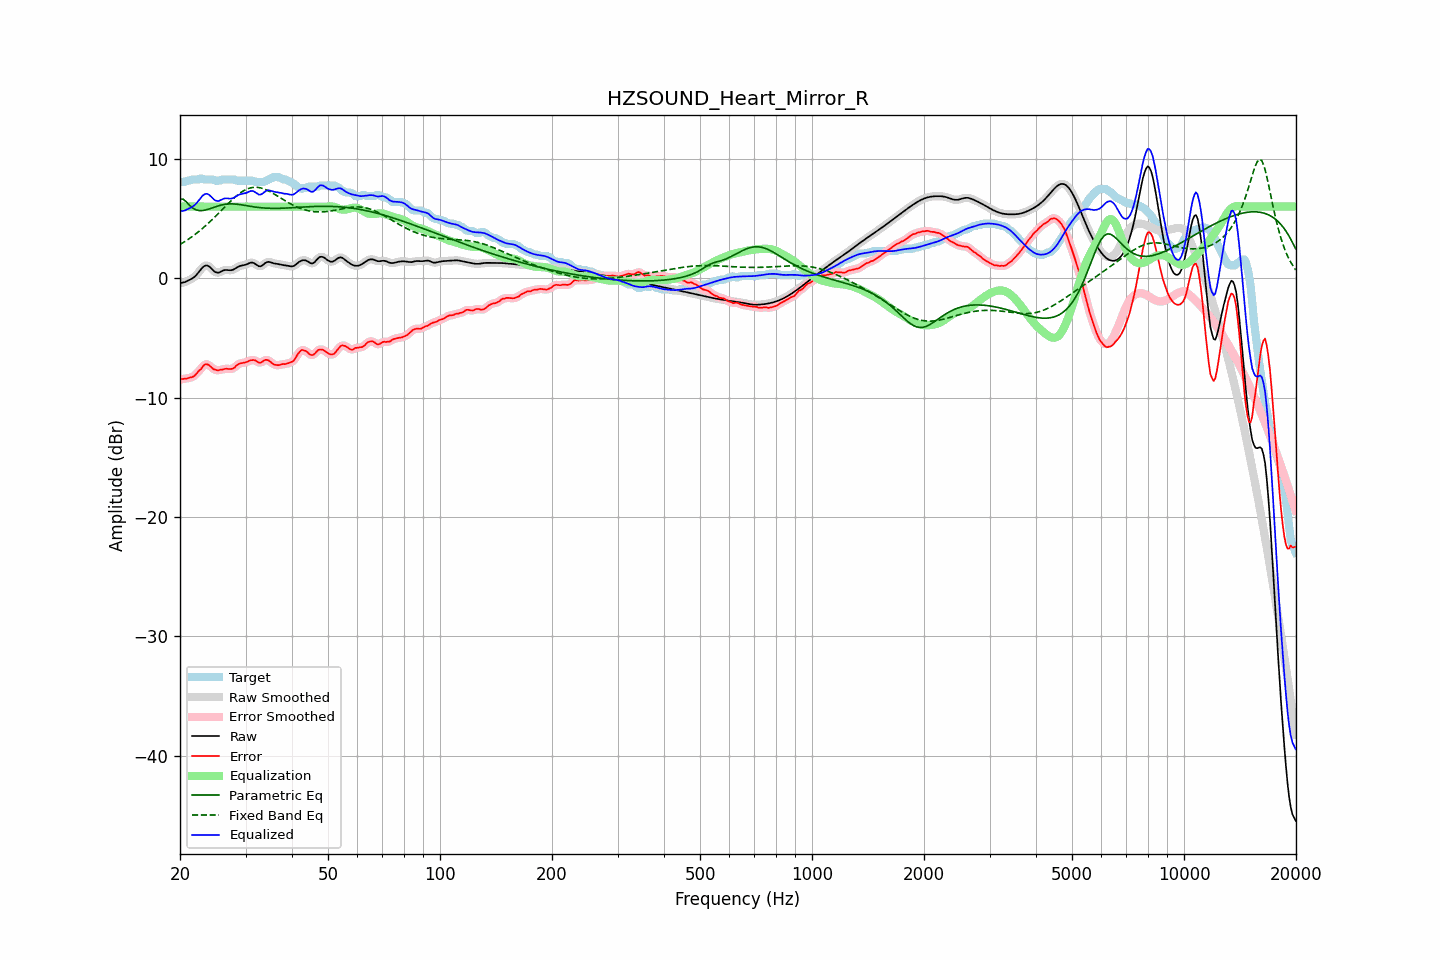 HZSOUND_Heart_Mirror_R
10
0
−10
−20
−30
−40
Amplitude (dBr)
Target
Raw Smoothed
Error Smoothed
Raw
Error
Equalization
Parametric Eq
Fixed Band Eq
Equalized
20
50
100
200
500
1000
2000
5000
10000
20000
Frequency (Hz)